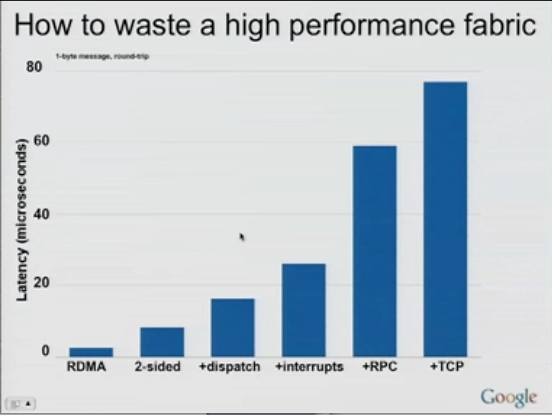 How to waste a high performance fabric
1-byte message, round-trip
80
60
40
20
0
Latency (microseconds)
RDMA 2-sided +dispatch +interrupts +RPC +TCP
Google